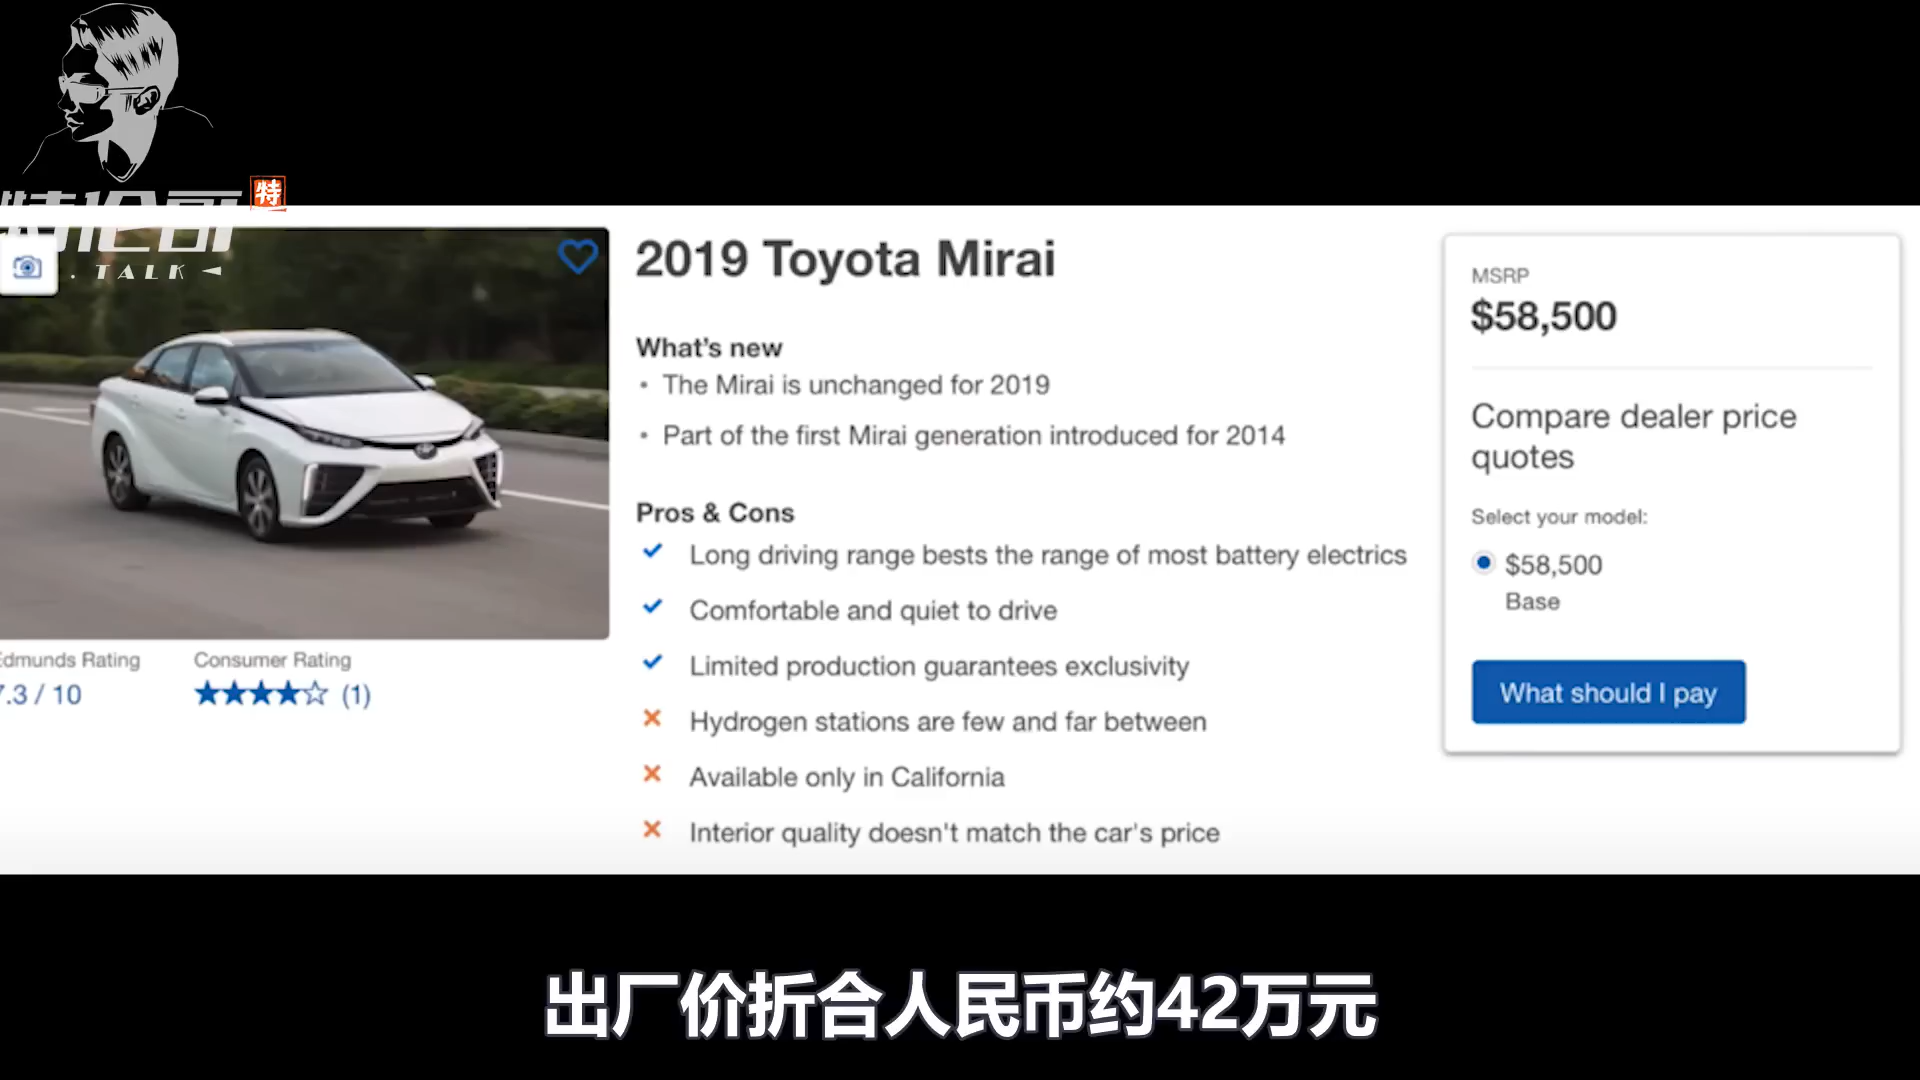 特伦哥
特
. TALK
2019 Toyota Mirai
What's new
• The Mirai is unchanged for 2019
• Part of the first Mirai generation introduced for 2014
Pros & Cons
Long driving range bests the range of most battery electrics
Comfortable and quiet to drive
Limited production guarantees exclusivity
Hydrogen stations are few and far between
Available only in California
Interior quality doesn't match the car's price
Edmunds Rating
7.3 / 10
Consumer Rating
(1)
MSRP
$58,500
Compare dealer price
quotes
Select your model:
$58,500
Base
What should I pay
出厂价折合人民币约42万元